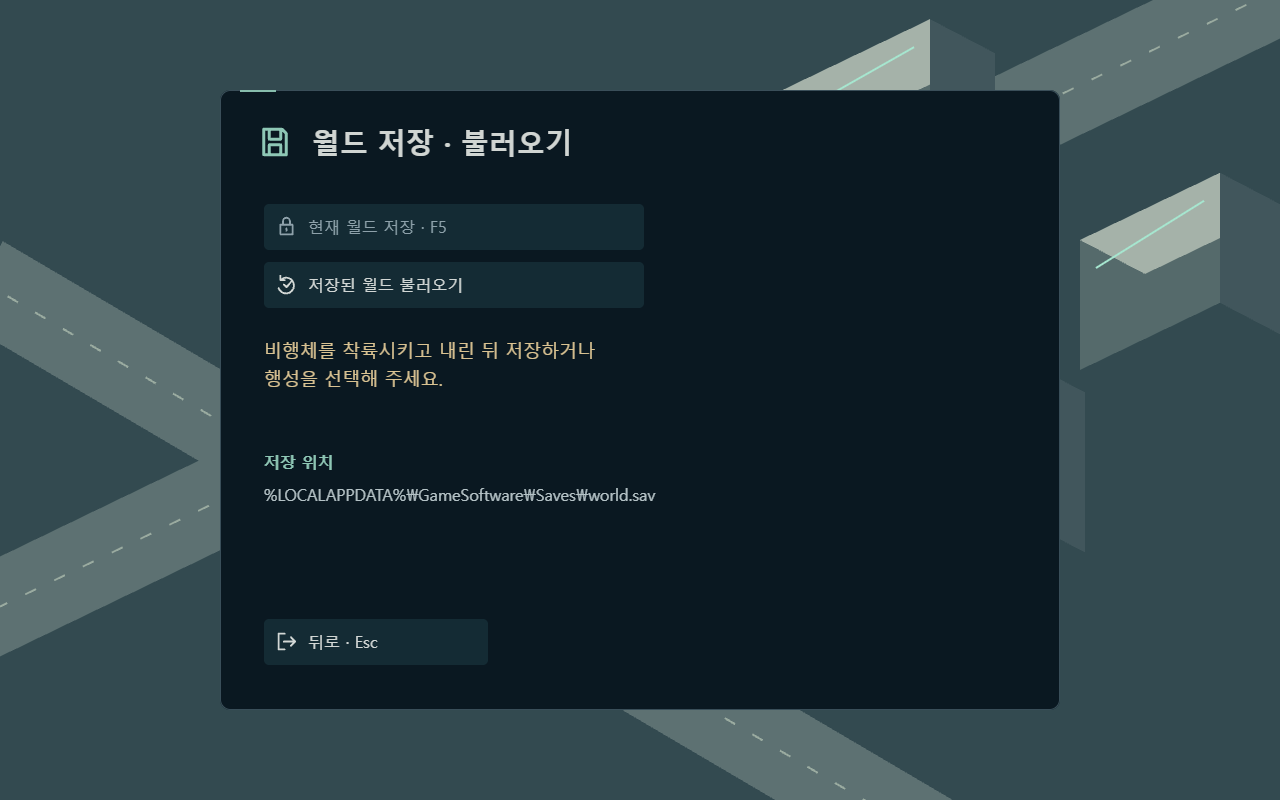 월드 저장 · 불러오기
현재 월드 저장 · F5
저장된 월드 불러오기
비행체를 착륙시키고 내린 뒤 저장하거나
행성을 선택해 주세요.
저장 위치
%LOCALAPPDATA%₩GameSoftware₩Saves₩world.sav
뒤로 · Esc